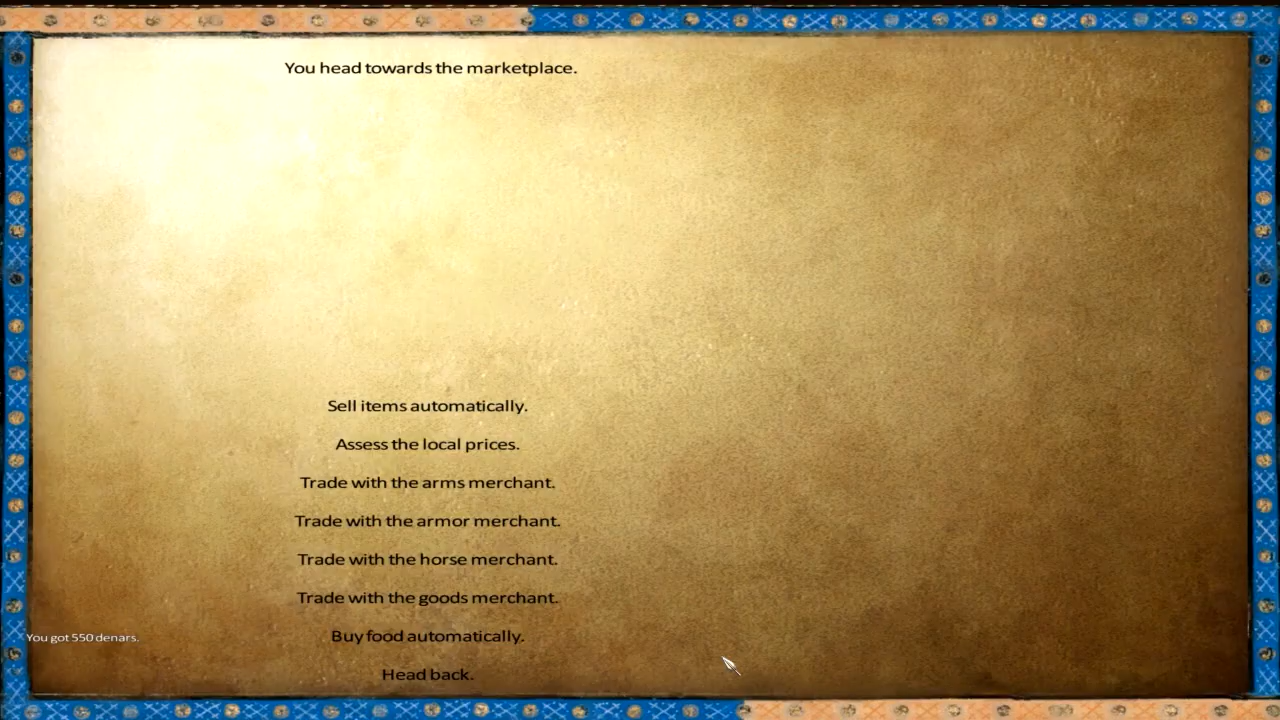 You head towards the marketplace.
Sell items automatically.
Assess the local prices.
Trade with the arms merchant.
Trade with the armor merchant.
Trade with the horse merchant.
Trade with the goods merchant.
You got 550 denars.
Buy food automatically.
Head back.